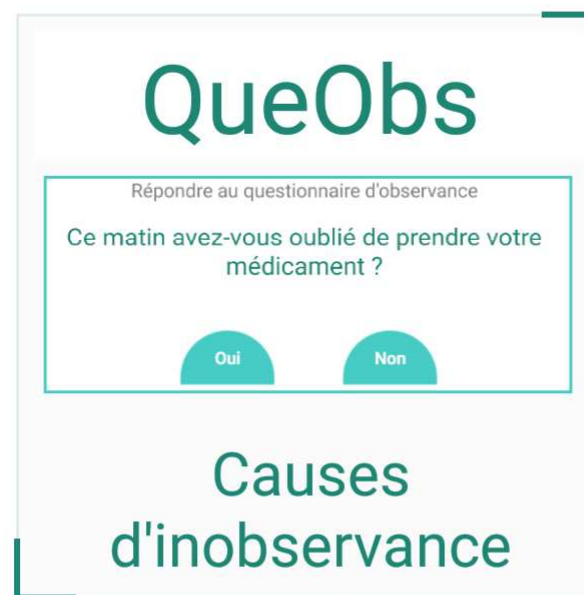 QueObs
Répondre au questionnaire d'observance
Ce matin avez-vous oublié de prendre votre
médicament ?
Oui Non
Causes
d'inobservance